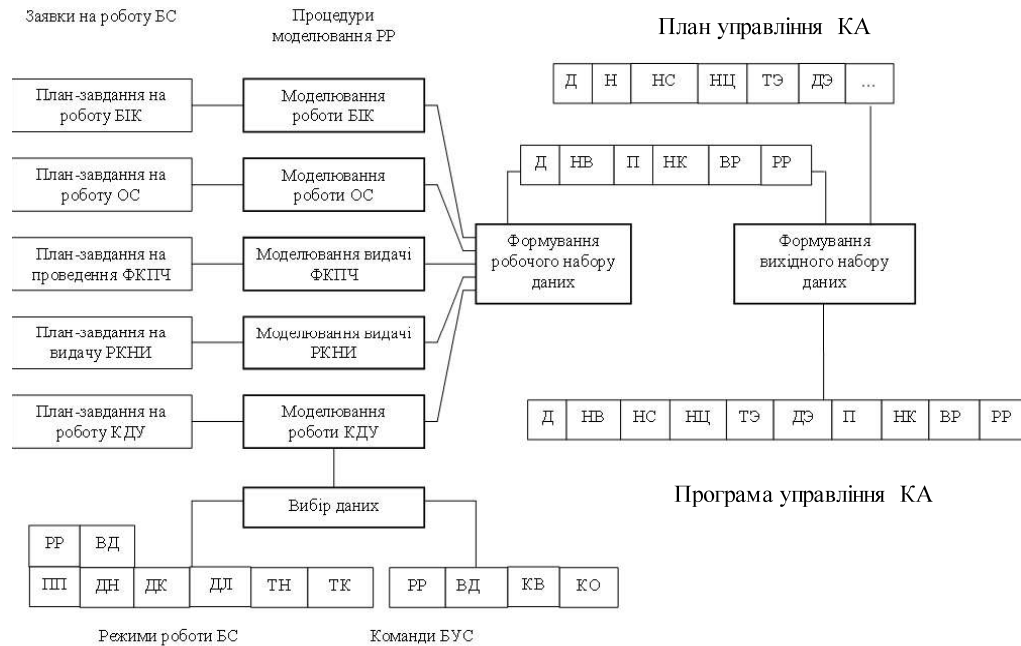 Заявки на роботу БС
Процедури
моделювання РР
План управління КА
План-завдання на
роботу БІК
Моделювання
роботи БІК
Д Н НС НЦ ТЭ ДЭ ...
Д НВ П НК ВР РР
План-завдання на
роботу ОС
Моделювання
роботи ОС
План-завдання на
проведення ФКПЧ
Моделювання видачі
ФКПЧ
Формування
робочого набору
даних
Формування
вихідного набору
даних
План-завдання на
видачу РКНИ
Моделювання видачі
РКНИ
План-завдання на
роботу КДУ
Моделювання
роботи КДУ
Д НВ НС НЦ ТЭ ДЭ П НК ВР РР
Програма управління КА
Вибір даних
РР ВД
ПП ДН ДК ДЛ ТН ТК
РР ВД КВ КО
Режими роботи БС
Команди БУС